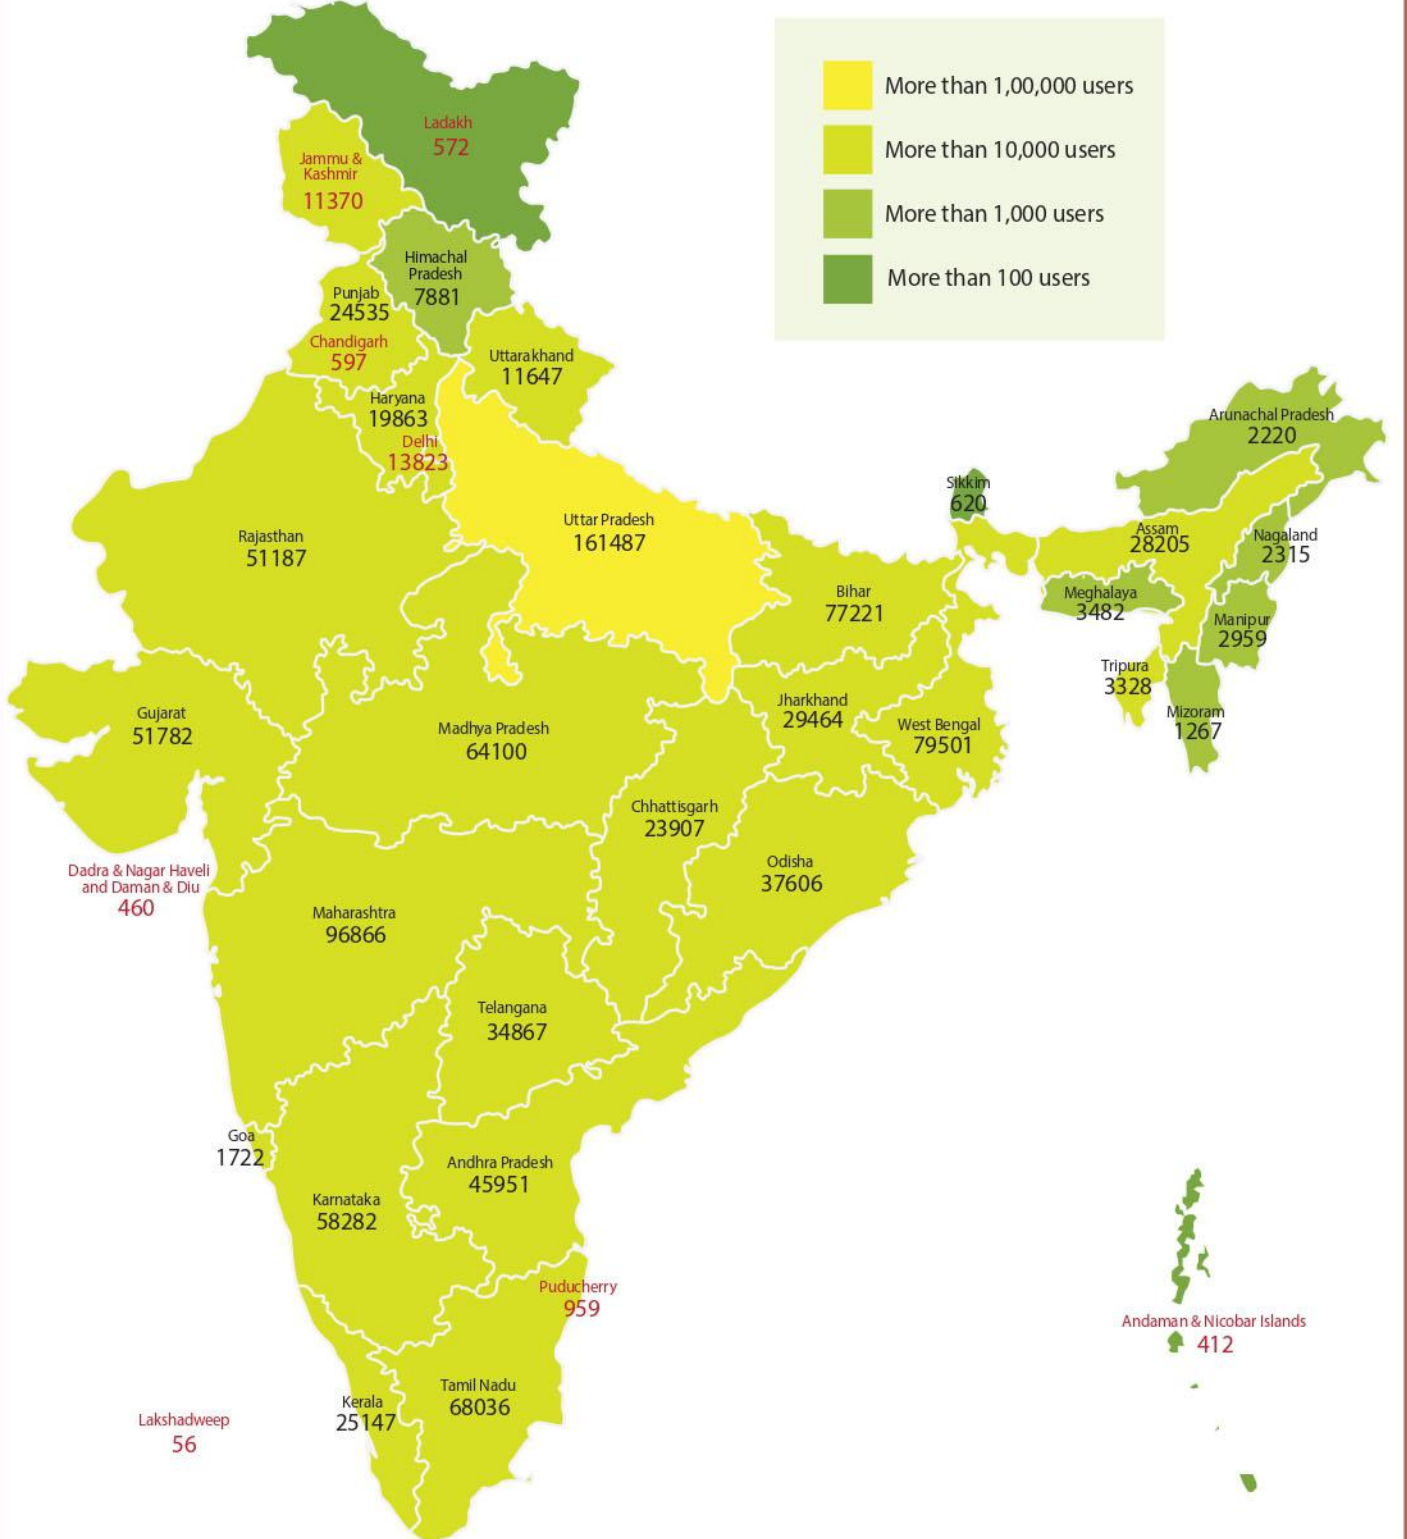 More than 1,00,000 users
More than 10,000 users
More than 1,000 users
More than 100 users
Ladakh
572
Jammu &
Kashmir
11370
Himachal
Pradesh
7881
Punjab
24535
Chandigarh
597
Uttarakhand
11647
Haryana
19863
Delhi
13823
Arunachal Pradesh
2220
Sikkim
620
Uttar Pradesh
161487
Rajasthan
51187
Assam
28205
Nagaland
2315
Bihar
77221
Meghalaya
3482
Manipur
2959
Tripura
3328
Mizoram
1267
Gujarat
51782
Madhya Pradesh
64100
Jharkhand
29464
West Bengal
79501
Chhattisgarh
23907
Odisha
37606
Dadra & Nagar Haveli
and Daman & Diu
460
Maharashtra
96866
Telangana
34867
Goa
1722
Andhra Pradesh
45951
Karnataka
58282
Puducherry
959
Andaman & Nicobar Islands
412
Tamil Nadu
68036
Kerala
25147
Lakshadweep
56